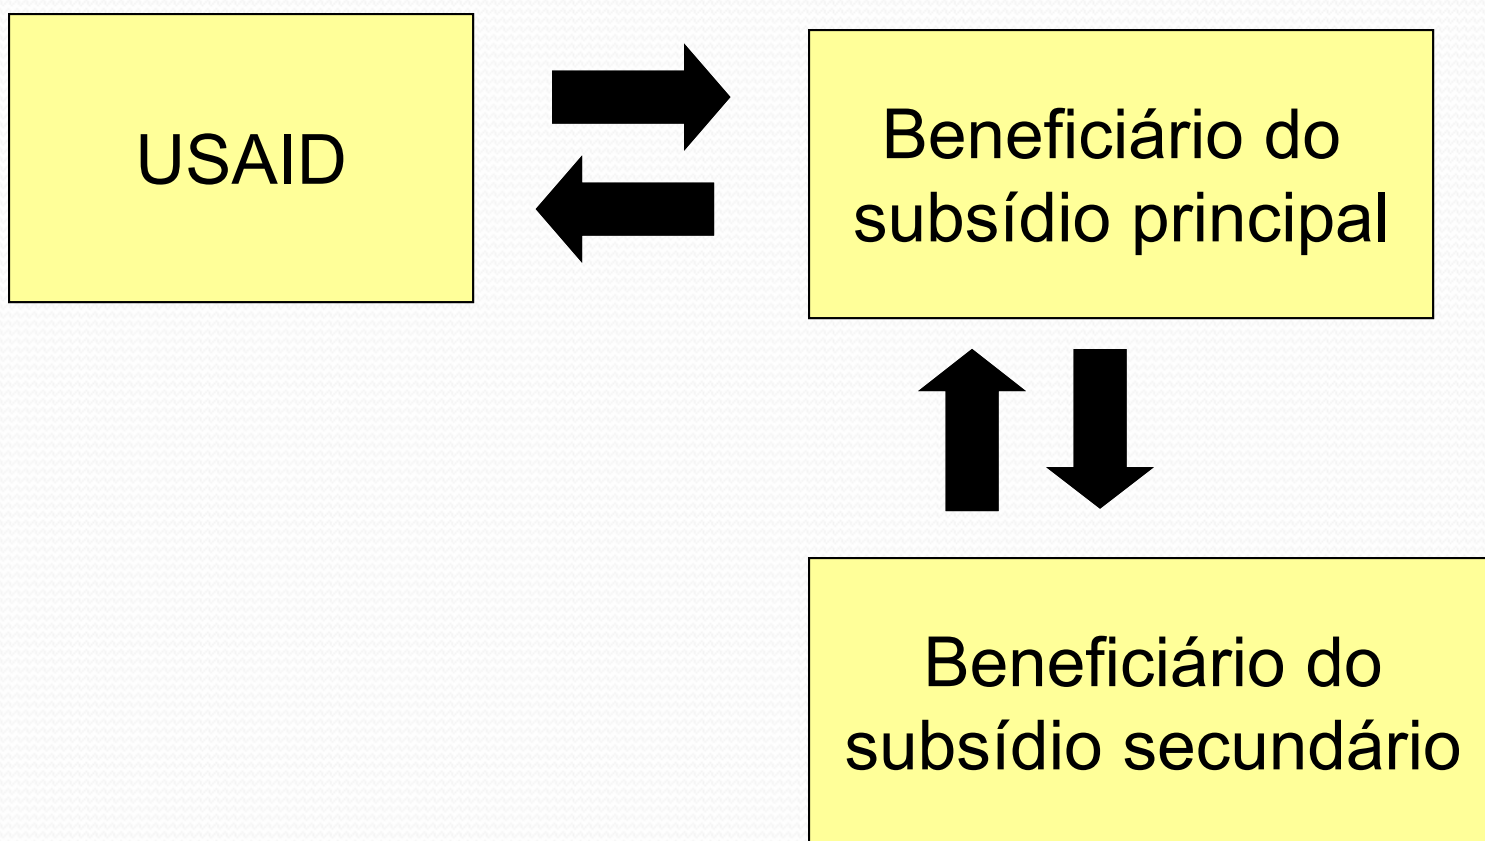 USAID
Beneficiário do
subsídio principal
Beneficiário do
subsídio secundário